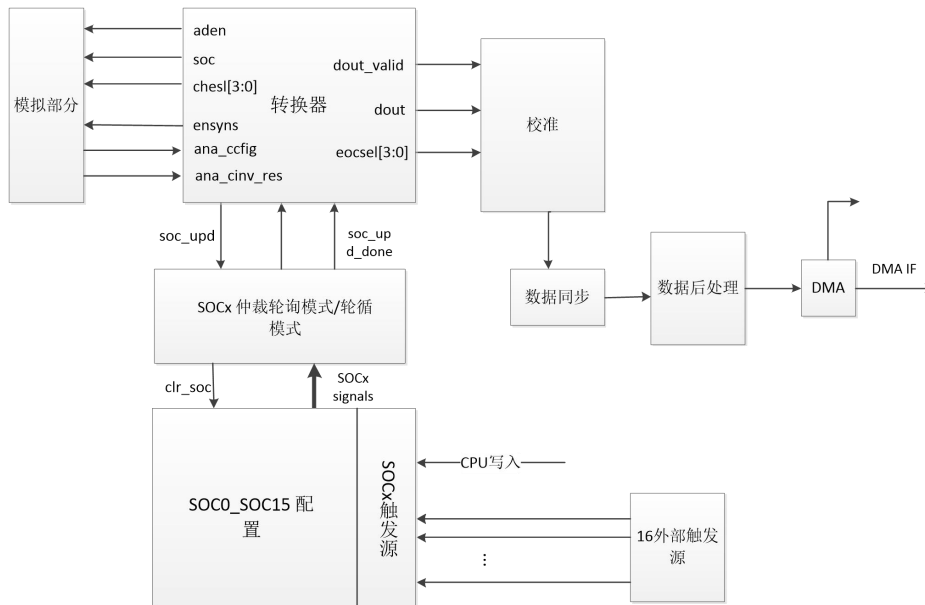 模拟部分
aden
soc
chesl[3:0]
ensyns
ana_ccfig
ana_cinv_res
转换器
dout_valid
dout
eocsel[3:0]
校准
soc_upd
soc_up
d_done
SOCx 仲裁轮询模式/轮循
模式
数据同步
数据后处理
DMA
DMA IF
clr_soc
SOCx
signals
SOC0_SOC15 配
置
SOCx触发源
CPU写入
...
16外部触发
源